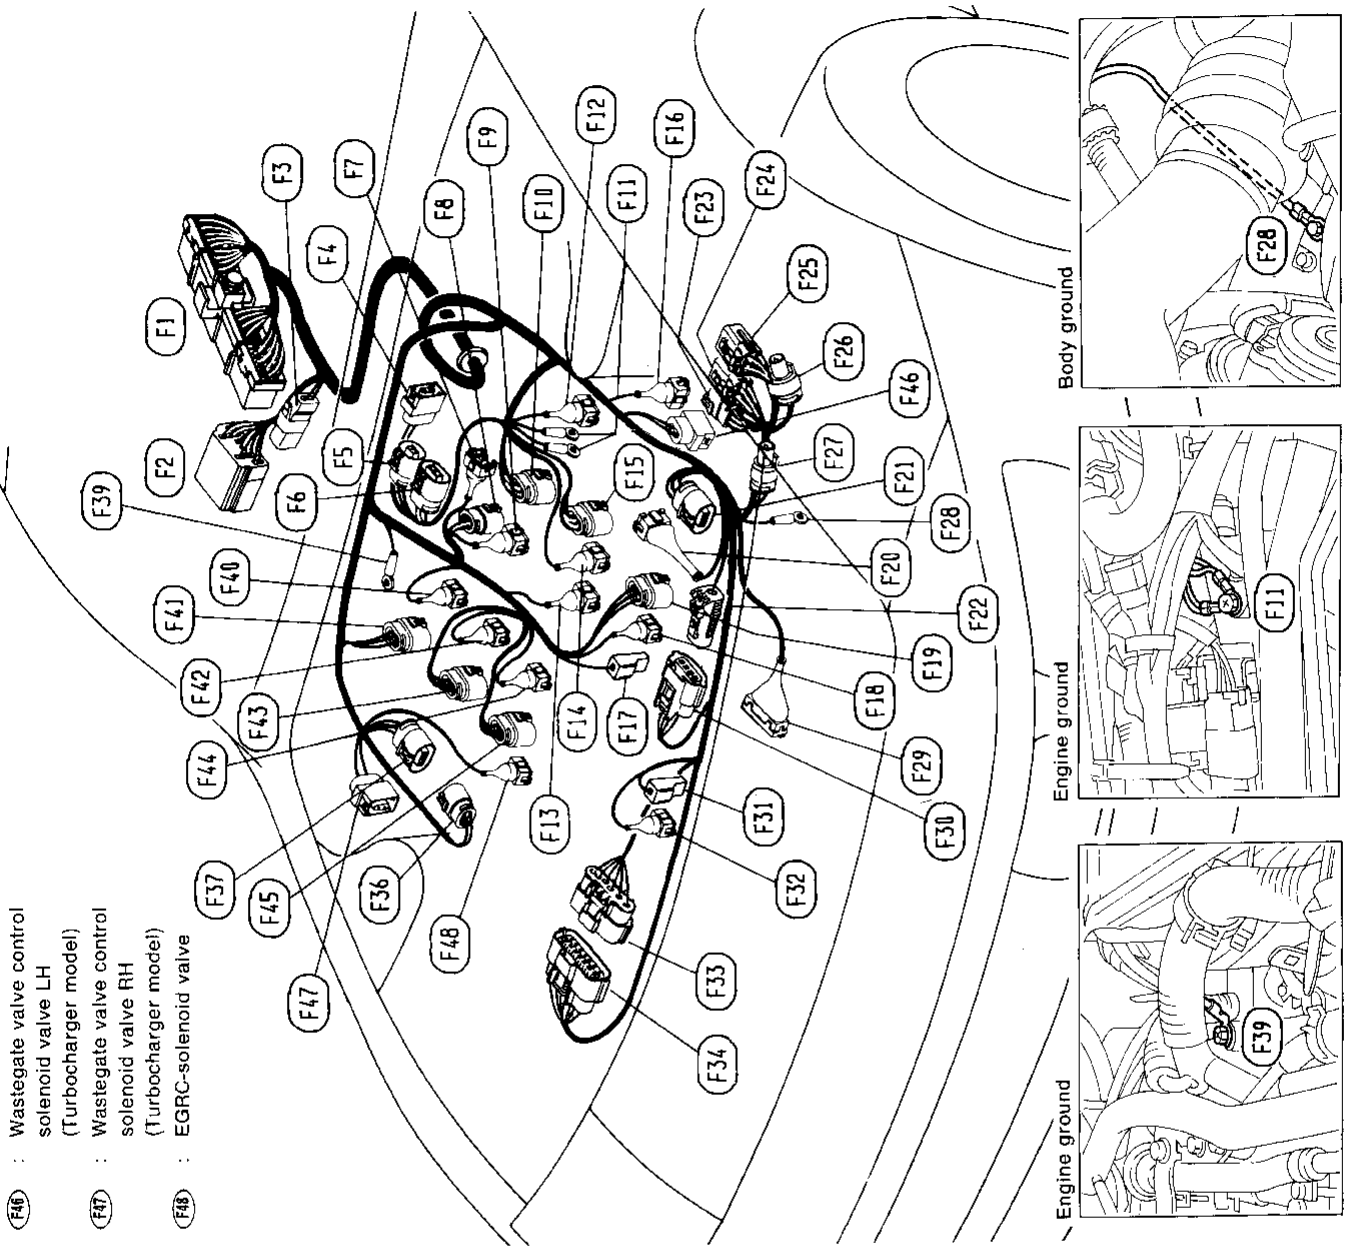 F46 : Wastegate valve control
solenoid valve LH
(Turbocharger model)
F47 : Wastegate valve control
solenoid valve RH
(Turbocharger model)
F48 : EGRC-solenoid valve
F1
F2
F3
F4
F5
F6
F7
F8
F9
F10
F11
F12
F13
F14
F15
F16
F17
F18
F19
F20
F21
F22
F23
F24
F25
F26
F27
F28
F29
F30
F31
F32
F33
F34
F36
F37
F39
F40
F41
F42
F43
F44
F45
F46
F47
F48
Engine ground
F39
Engine ground
F11
Body ground
F28